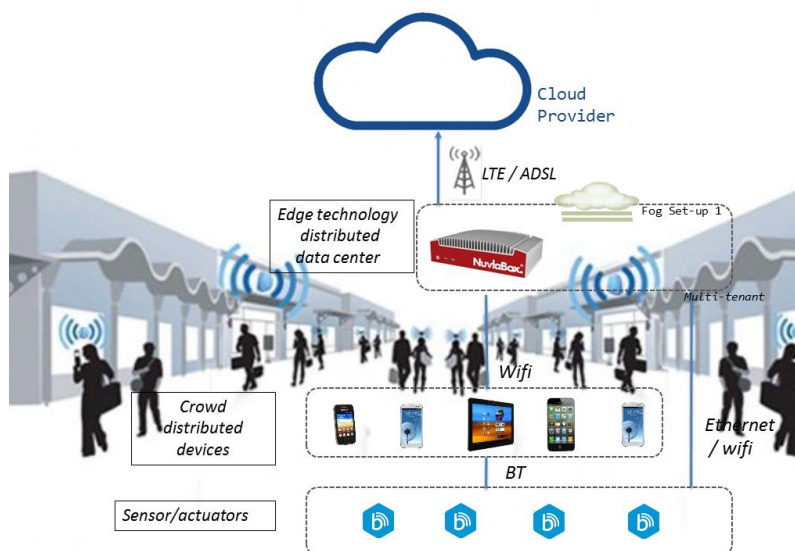 Cloud
Provider
LTE / ADSL
Edge technology
distributed
data center
Fog Set-up 1
NuvlaBox
Multi-tenant
Wifi
Crowd
distributed
devices
Ethernet
/ wifi
BT
Sensor/actuators
b
b
b
b